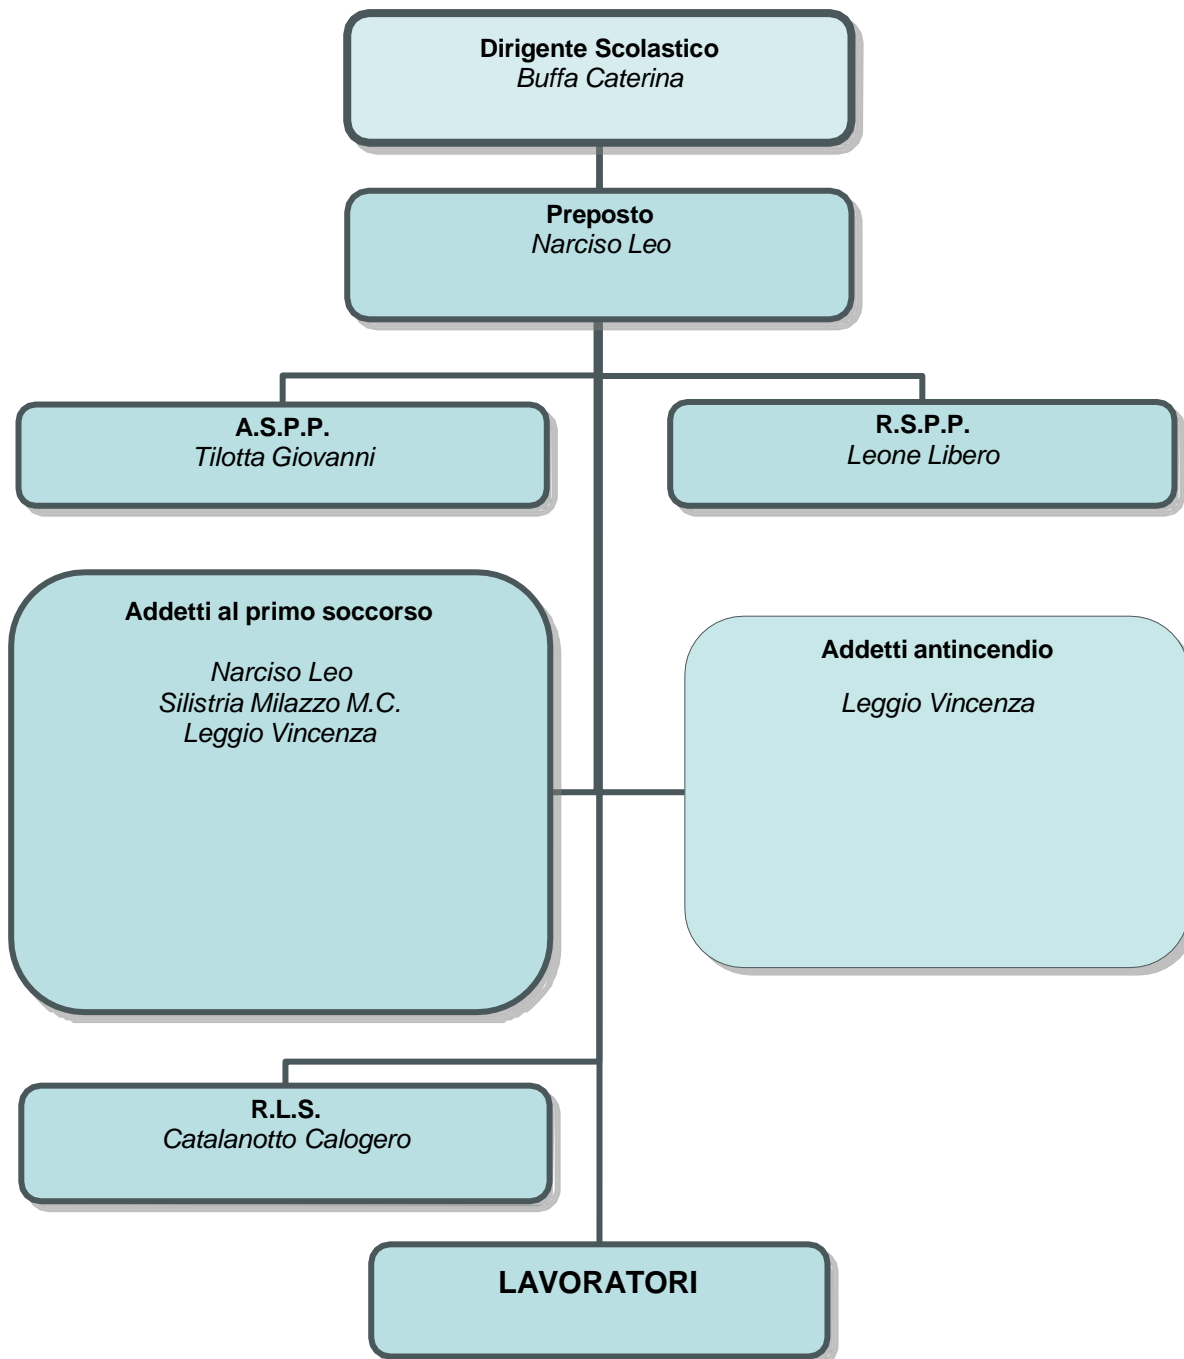 Dirigente Scolastico
Buffa Caterina
Preposto
Narciso Leo
A.S.P.P.
Tilotta Giovanni
R.S.P.P.
Leone Libero
Addetti al primo soccorso
Narciso Leo
Silistria Milazzo M.C.
Leggio Vincenza
Addetti antincendio
Leggio Vincenza
R.L.S.
Catalanotto Calogero
LAVORATORI